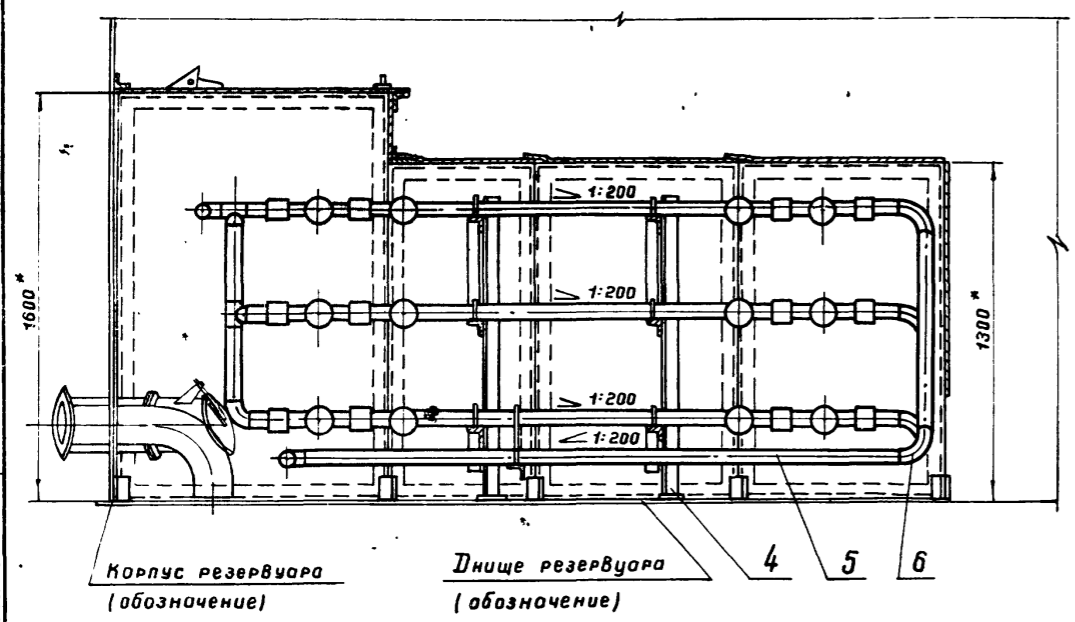 1:200
1:200
1600*
1300*
1:200
1:200
4
5
6
Корпус резервуара
(обозначение)
Днище резервуара
(обозначение)